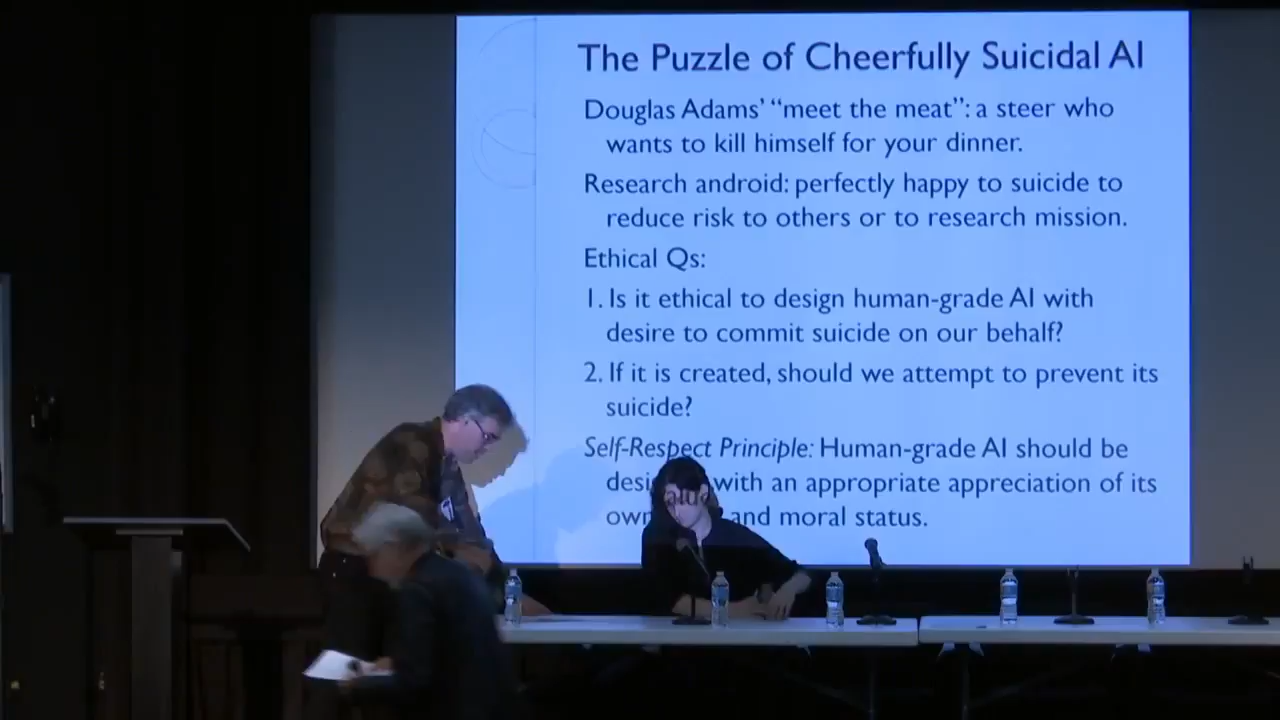 The Puzzle of Cheerfully Suicidal AI
Douglas Adams' “meet the meat”: a steer who
wants to kill himself for your dinner.
Research android: perfectly happy to suicide to
reduce risk to others or to research mission.
Ethical Qs:
1. Is it ethical to design human-grade AI with
desire to commit suicide on our behalf?
2. If it is created, should we attempt to prevent its
suicide?
Self-Respect Principle: Human-grade AI should be
with an appropriate appreciation of its
own and moral status.